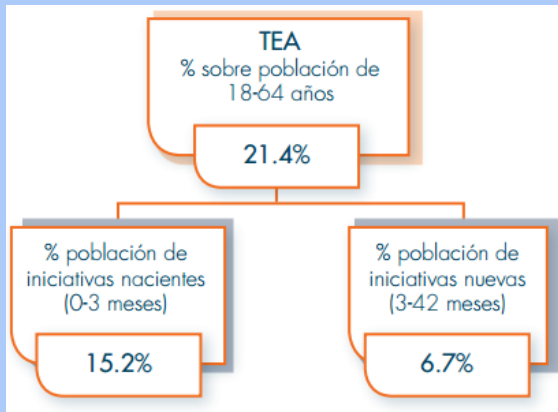 TEA
% sobre población de
18-64 años
21.4%
% población de
iniciativas nacientes
(0-3 meses)
15.2%
% población de
iniciativas nuevas
(3-42 meses)
6.7%